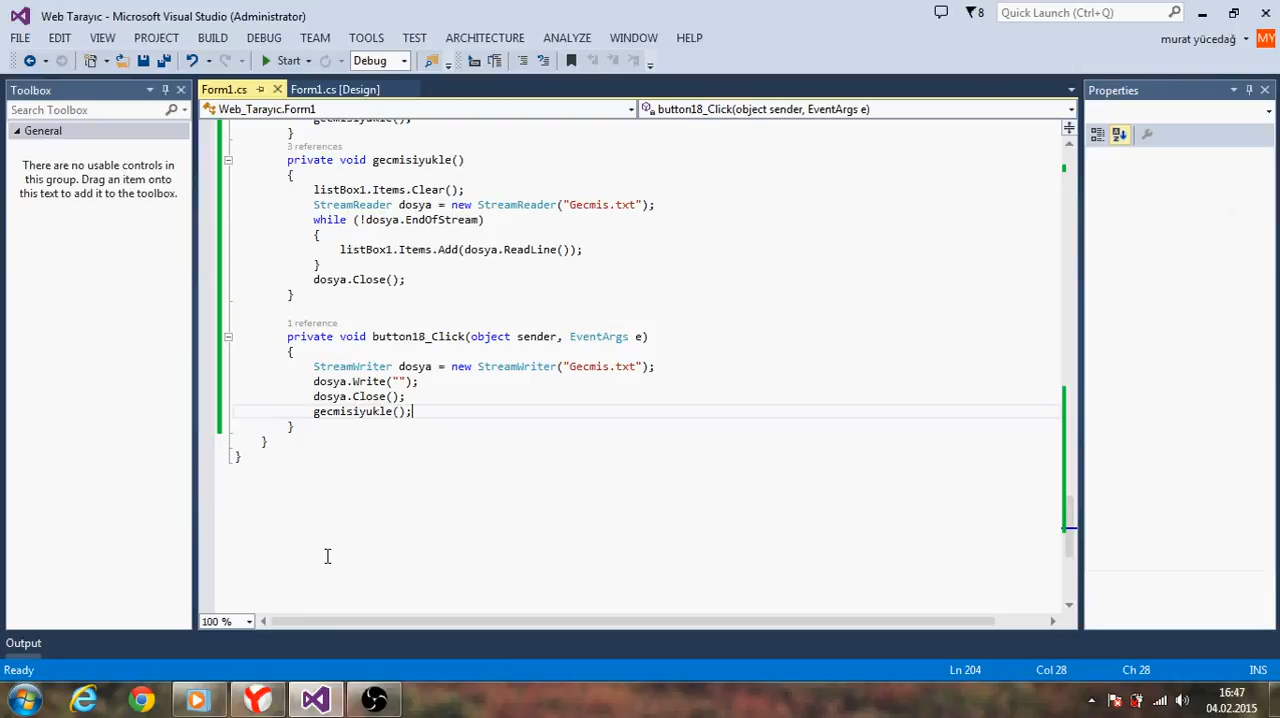 Web Tarayıc - Microsoft Visual Studio (Administrator)
8
Quick Launch (Ctrl+Q)
FILE EDIT VIEW PROJECT BUILD DEBUG TEAM TOOLS TEST ARCHITECTURE ANALYZE WINDOW HELP
murat yücedağ
MY
Start
Debug
Toolbox
Search Toolbox
General
There are no usable controls in
this group. Drag an item onto
this text to add it to the toolbox.
Form1.cs
Form1.cs [Design]
Web_Tarayıc.Form1
button18_Click(object sender, EventArgs e)
gecmisiyukle();
}
3 references
private void gecmisiyukle()
{
listBox1.Items.Clear();
StreamReader dosya = new StreamReader("Gecmis.txt");
while (!dosya.EndOfStream)
{
listBox1.Items.Add(dosya.ReadLine());
}
dosya.Close();
}
1 reference
private void button18_Click(object sender, EventArgs e)
{
StreamWriter dosya = new StreamWriter("Gecmis.txt");
dosya.Write("");
dosya.Close();
gecmisiyukle();
}
}
}
100 %
Properties
Output
Ready
Ln 204
Col 28
Ch 28
INS
16:47
04.02.2015